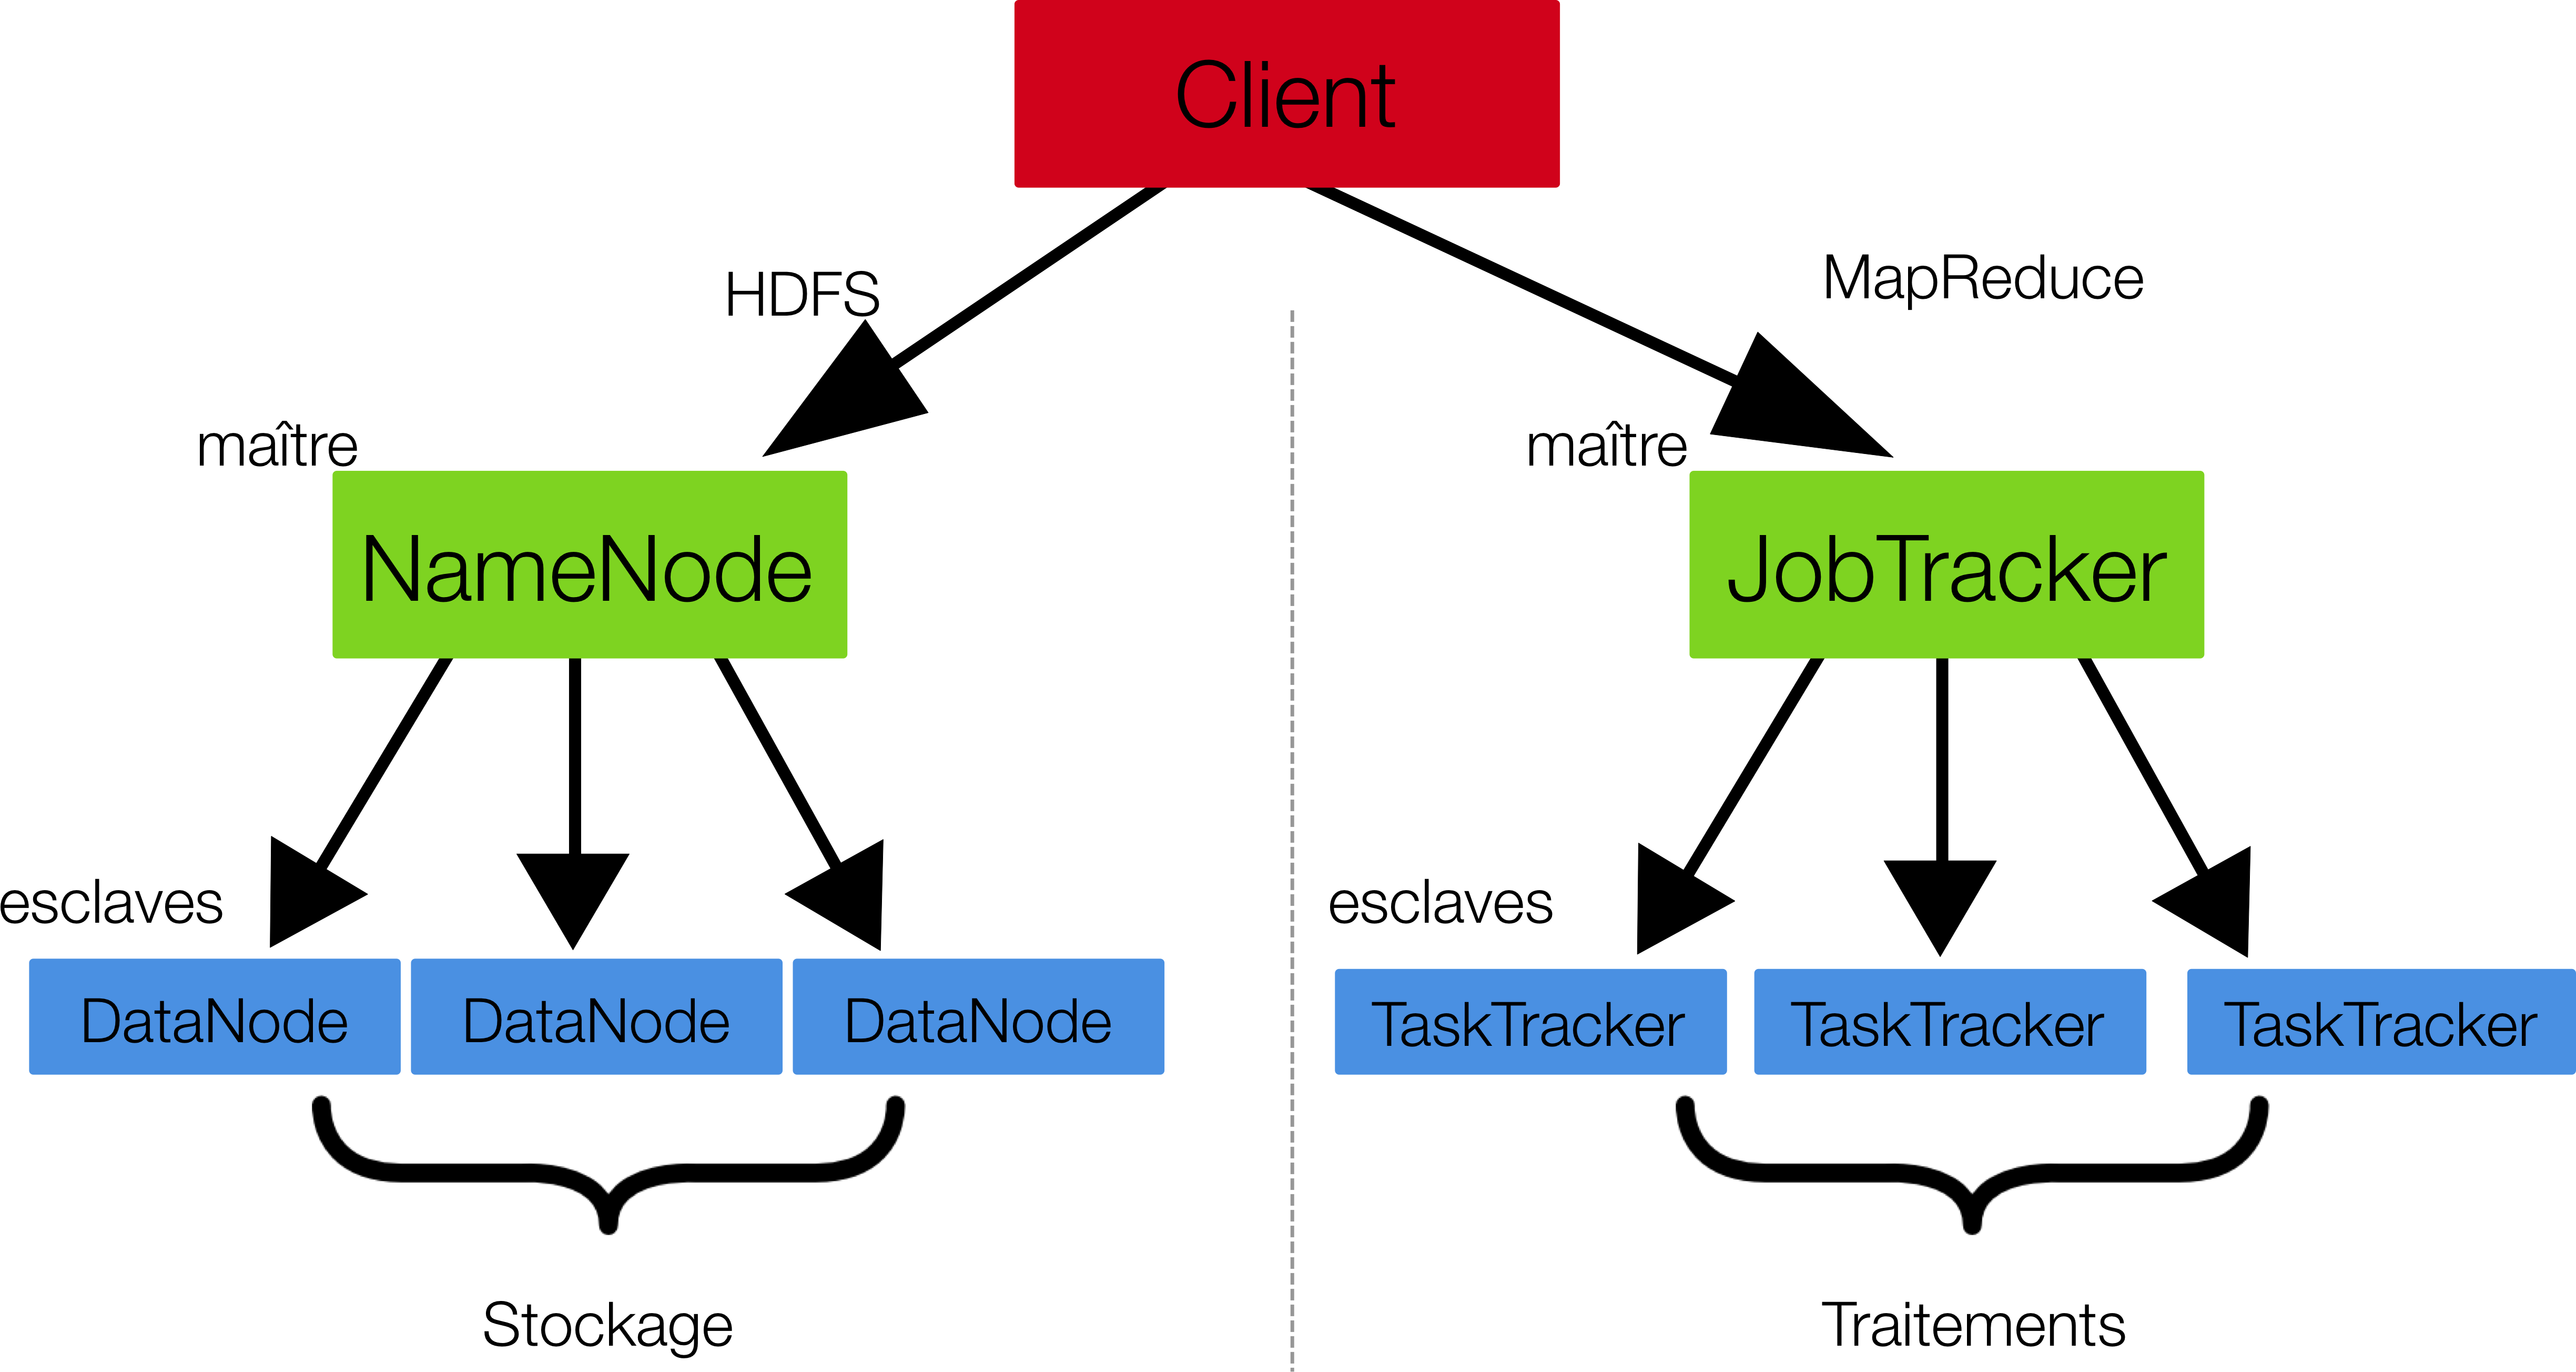 Client
HDFS
MapReduce
maître
maître
NameNode
JobTracker
esclaves
esclaves
DataNode
DataNode
DataNode
TaskTracker
TaskTracker
TaskTracker
Stockage
Traitements